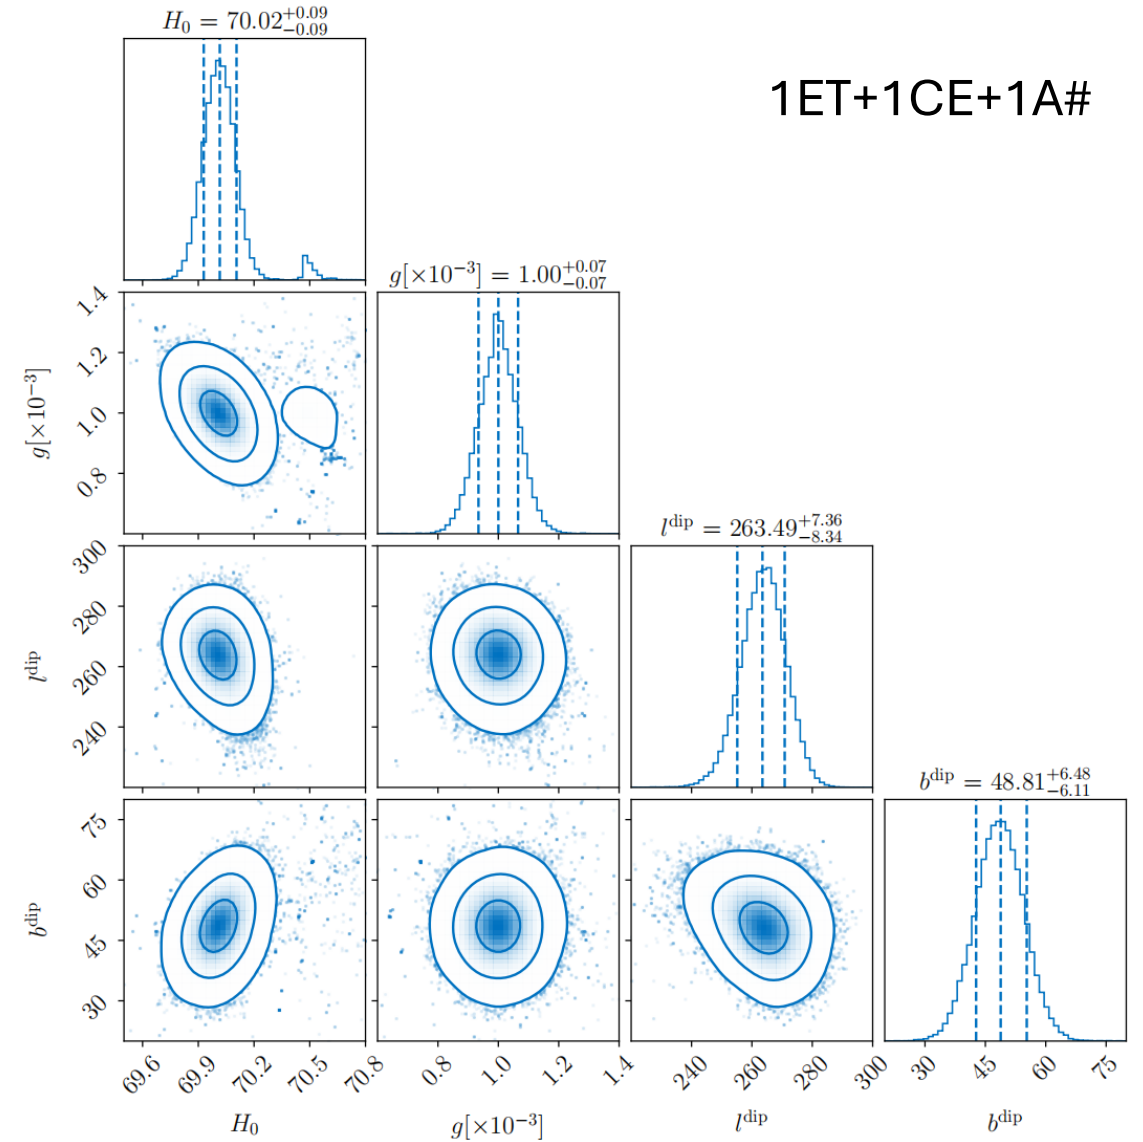 H₀ = 70.02⁺⁰·⁰⁹₋₀.₀₉
1ET+1CE+1A#
g[×10⁻³] = 1.00⁺⁰·⁰⁷₋₀.₀₇
1.4
1.2
1.0
0.8
g[×10⁻³]
l^dip = 263.49⁺⁷·³⁶₋₈.₃₄
300
280
260
240
l^dip
b^dip = 48.81⁺⁶·⁴⁸₋₆.₁₁
75
60
45
30
b^dip
69.6 69.9 70.2 70.5 70.8
0.8 1.0 1.2 1.4
240 260 280 300
30 45 60 75
H₀ g[×10⁻³] l^dip b^dip